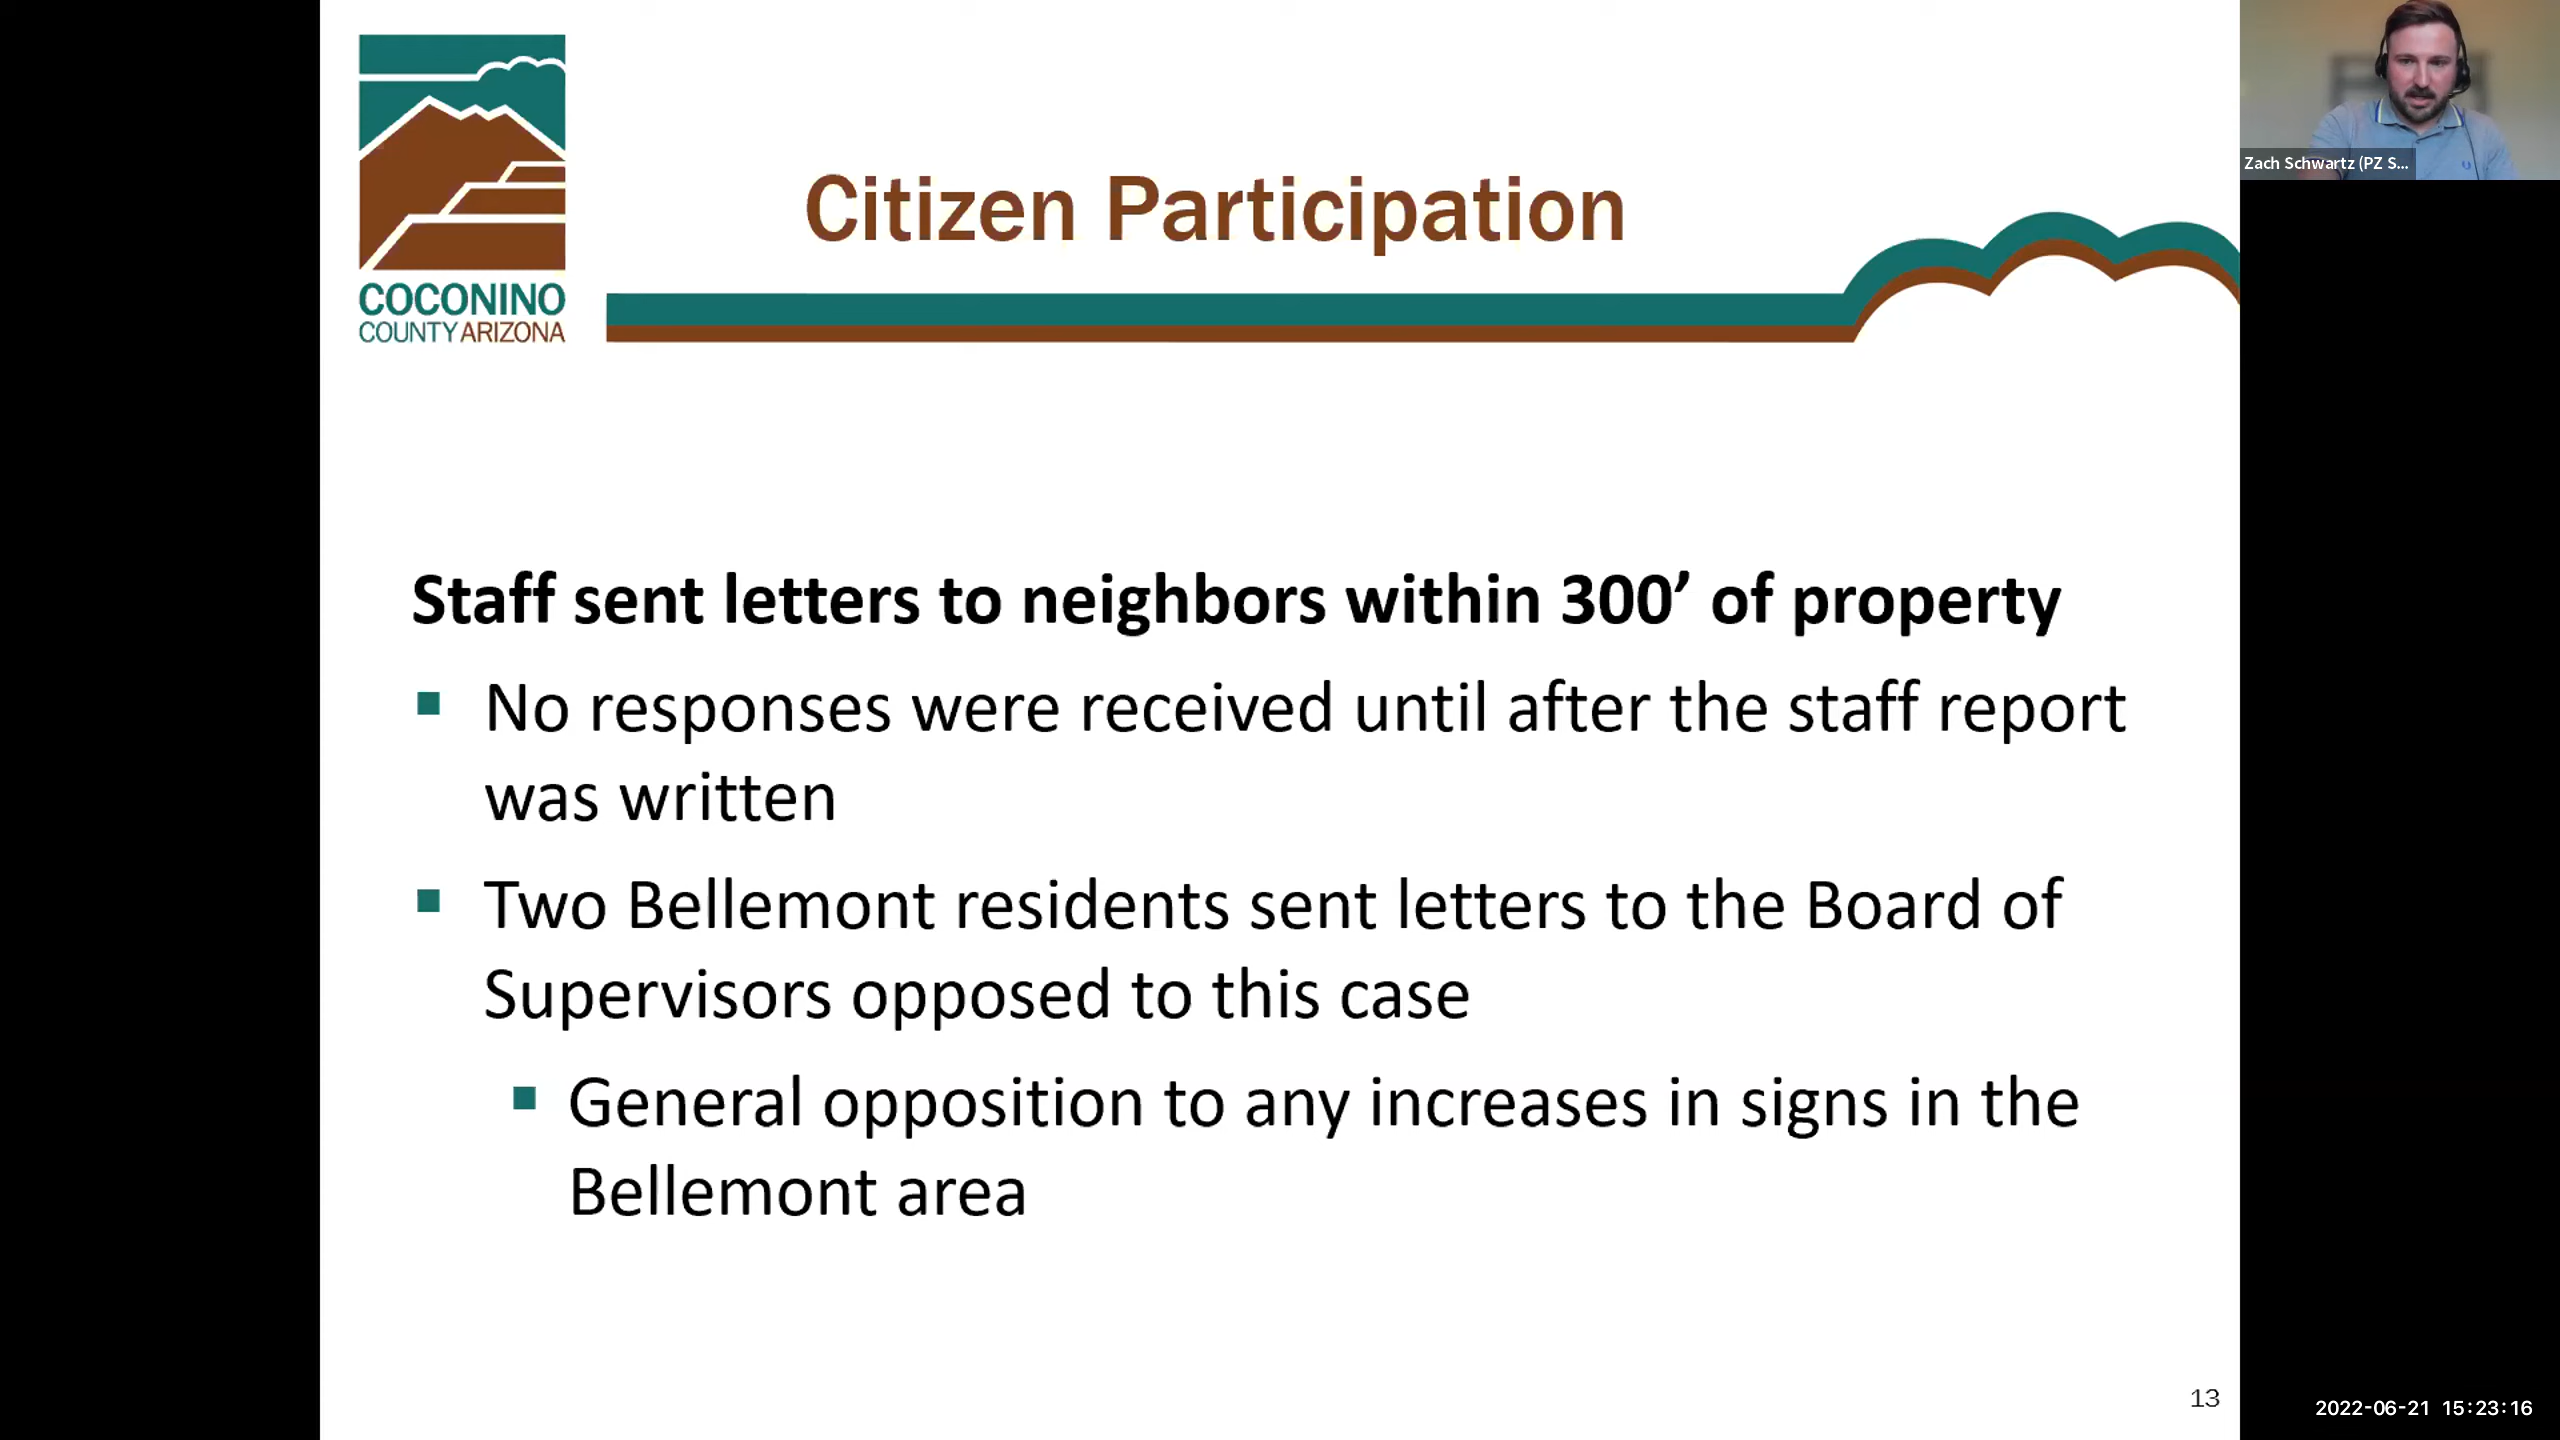 COCONINO
COUNTY ARIZONA
Citizen Participation
Zach Schwartz (PZ S...
Staff sent letters to neighbors within 300’ of property
No responses were received until after the staff report
was written
Two Bellemont residents sent letters to the Board of
Supervisors opposed to this case
General opposition to any increases in signs in the
Bellemont area
13
2022-06-21 15:23:16